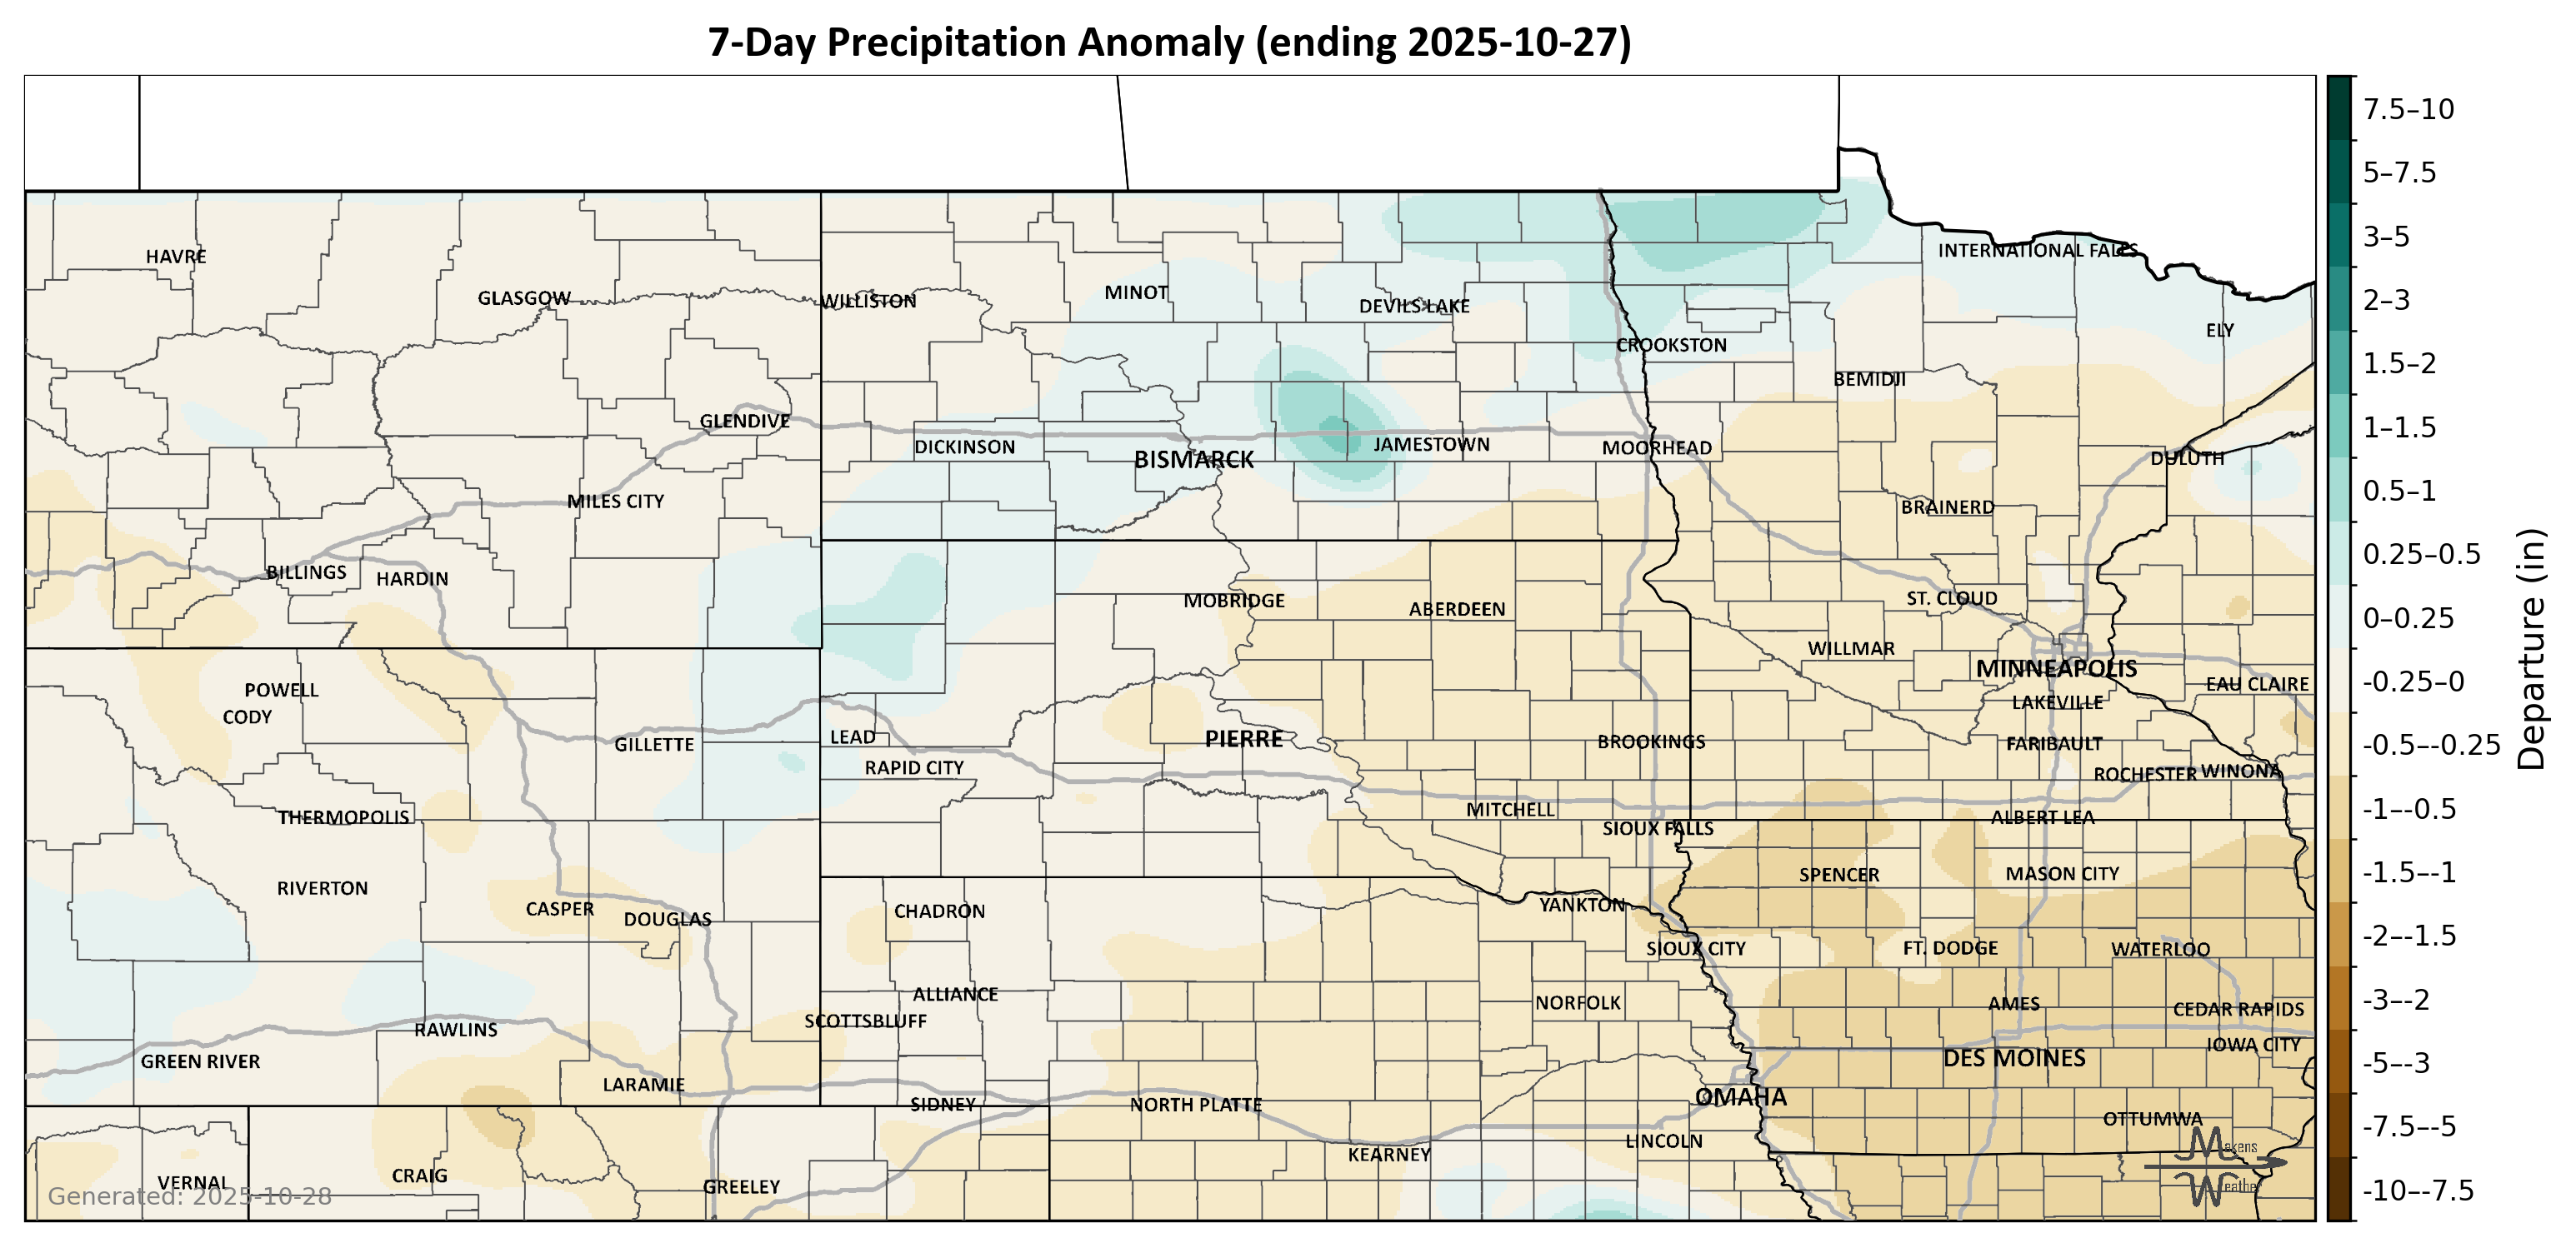 7-Day Precipitation Anomaly (ending 2025-10-27)
7.5–10
5–7.5
3–5
2–3
1.5–2
1–1.5
0.5–1
0.25–0.5
0–0.25
-0.25–0
-0.5–-0.25
-1–-0.5
-1.5–-1
-2–-1.5
-3–-2
-5–-3
-7.5–-5
-10–-7.5
Departure (in)
HAVRE
INTERNATIONAL FALLS
GLASGOW
WILLISTON
MINOT
DEVILS LAKE
ELY
CROOKSTON
BEMIDJI
GLENDIVE
DICKINSON
BISMARCK
JAMESTOWN
MOORHEAD
DULUTH
MILES CITY
BRAINERD
BILLINGS
HARDIN
MOBRIDGE
ABERDEEN
ST. CLOUD
WILLMAR
MINNEAPOLIS
POWELL
EAU CLAIRE
CODY
LAKEVILLE
GILLETTE
LEAD
PIERRE
BROOKINGS
FARIBAULT
RAPID CITY
ROCHESTER
WINONA
THERMOPOLIS
MITCHELL
ALBERT LEA
SIOUX FALLS
RIVERTON
SPENCER
MASON CITY
CASPER
DOUGLAS
CHADRON
YANKTON
SIOUX CITY
FT. DODGE
WATERLOO
ALLIANCE
NORFOLK
AMES
CEDAR RAPIDS
SCOTTSBLUFF
RAWLINS
IOWA CITY
GREEN RIVER
DES MOINES
LARAMIE
SIDNEY
NORTH PLATTE
OMAHA
OTTUMWA
LINCOLN
KEARNEY
Makens
VERNAL
CRAIG
GREELEY
Weather
Generated: 2025-10-28